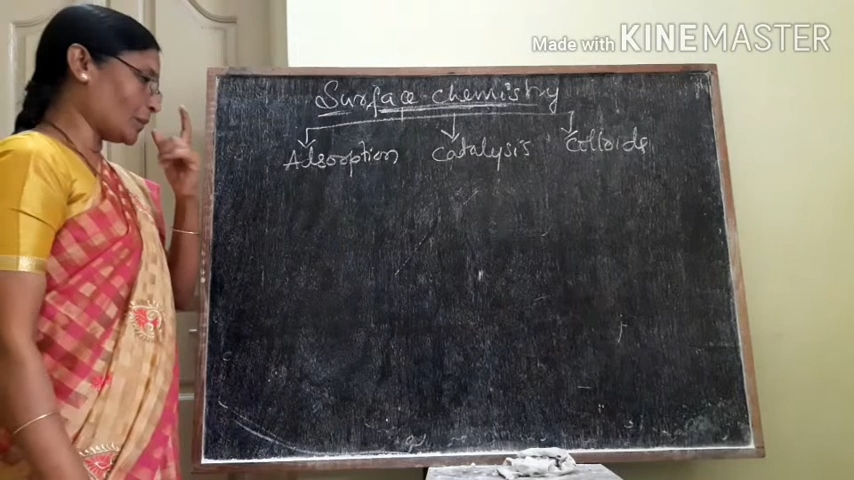 Made with KINEMASTER
Surface chemistry
Adsorption Catalysis Colloids